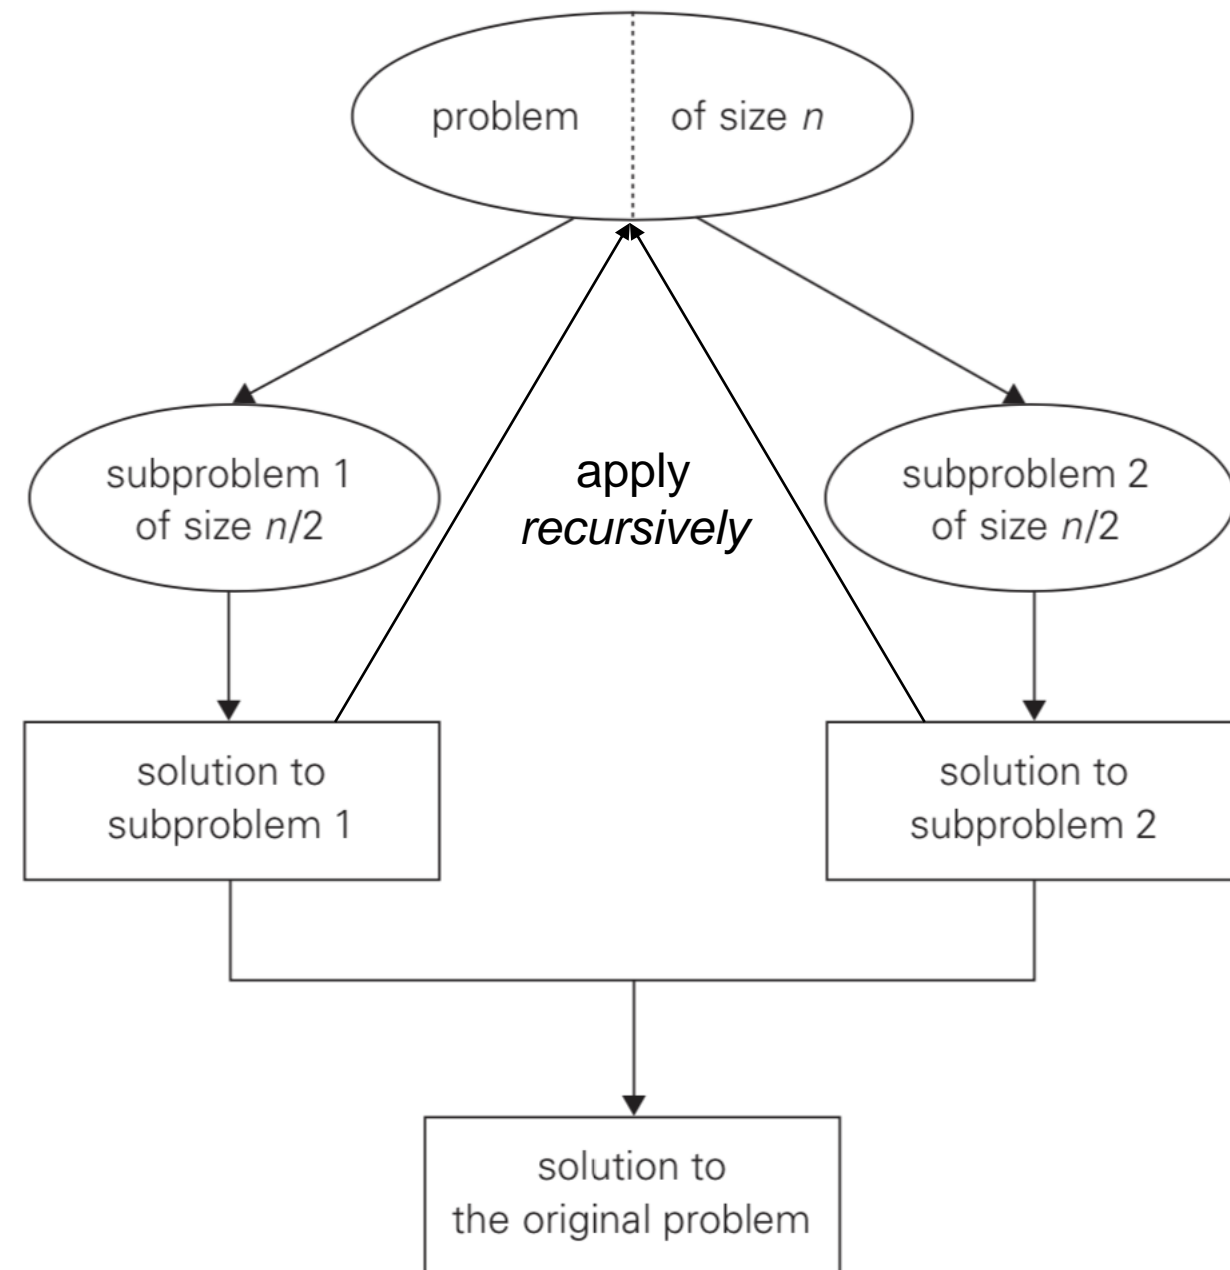 problem of size n
subproblem 1
of size n/2
apply
recursively
subproblem 2
of size n/2
solution to
subproblem 1
solution to
subproblem 2
solution to
the original problem